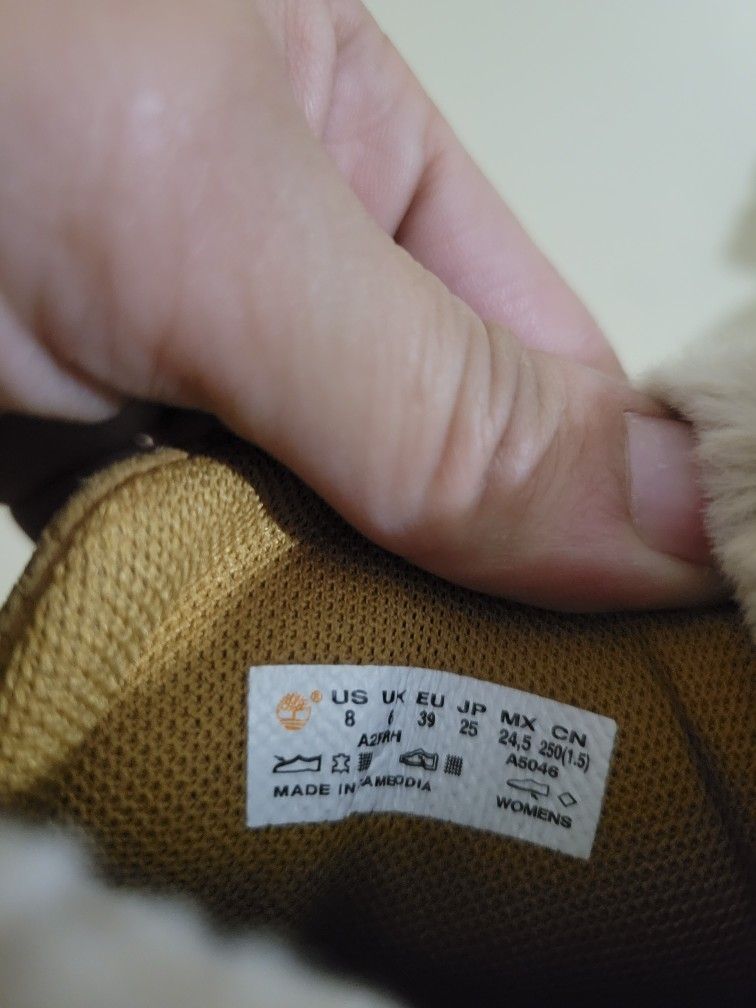 ® US UK EU JP MX CN
8 39 25 24,5 250(1.5)
A5046
MADE IN CAMBODIA
WOMENS